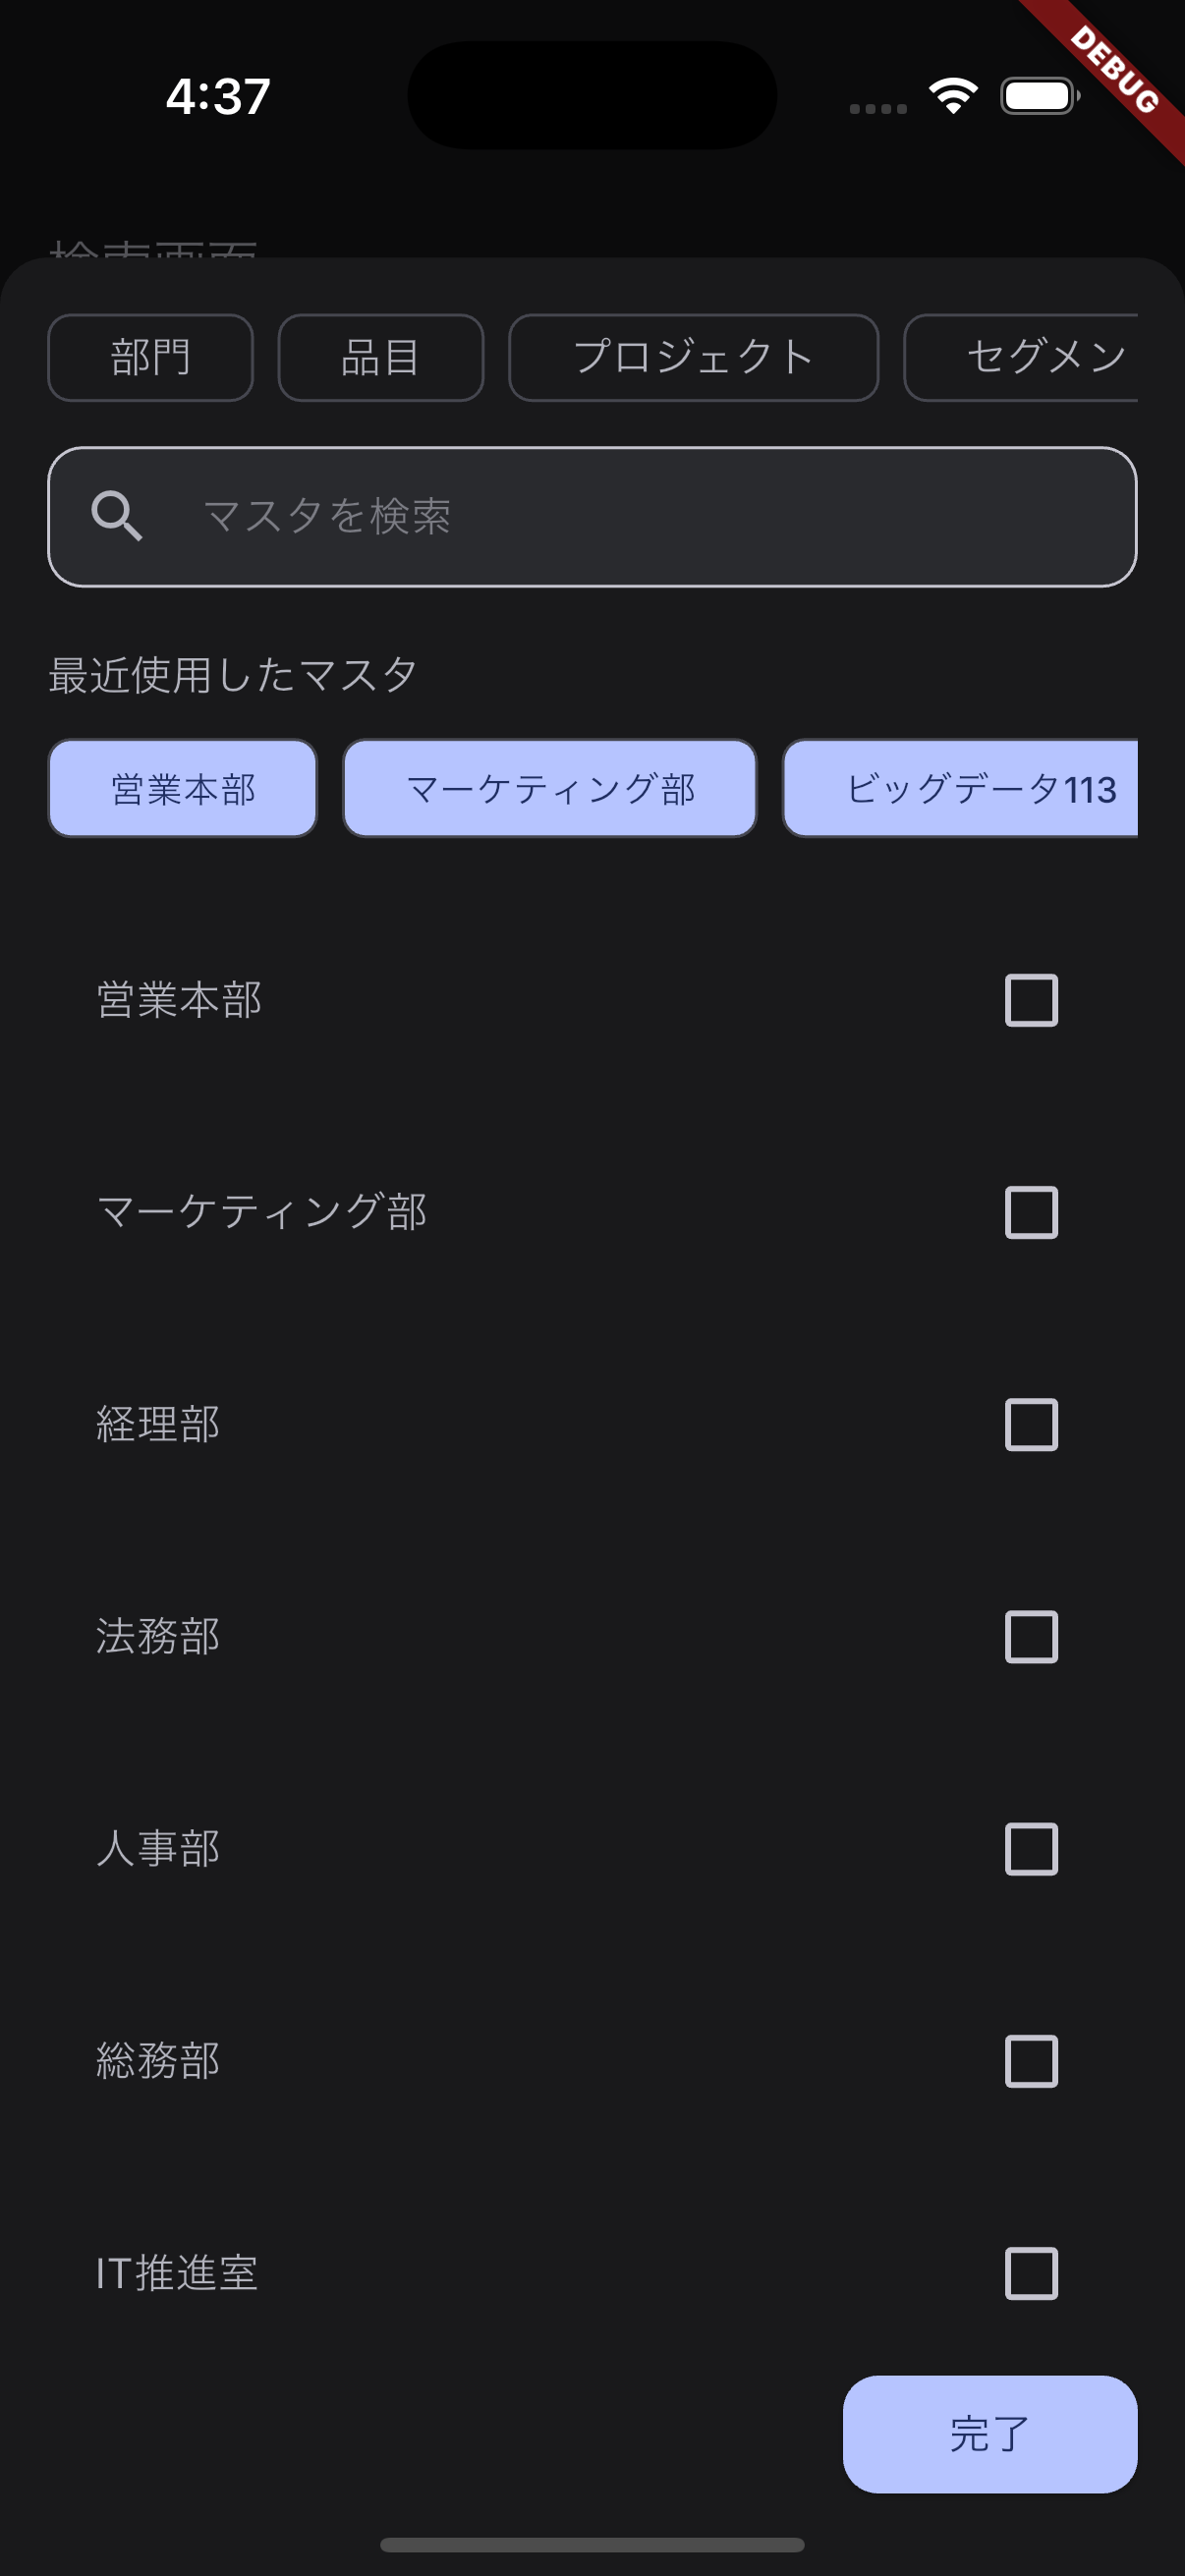 4:37
DEBUG
検索画面
部門 品目 プロジェクト セグメン
マスタを検索
最近使用したマスタ
営業本部 マーケティング部 ビッグデータ113
営業本部
マーケティング部
経理部
法務部
人事部
総務部
IT推進室
完了